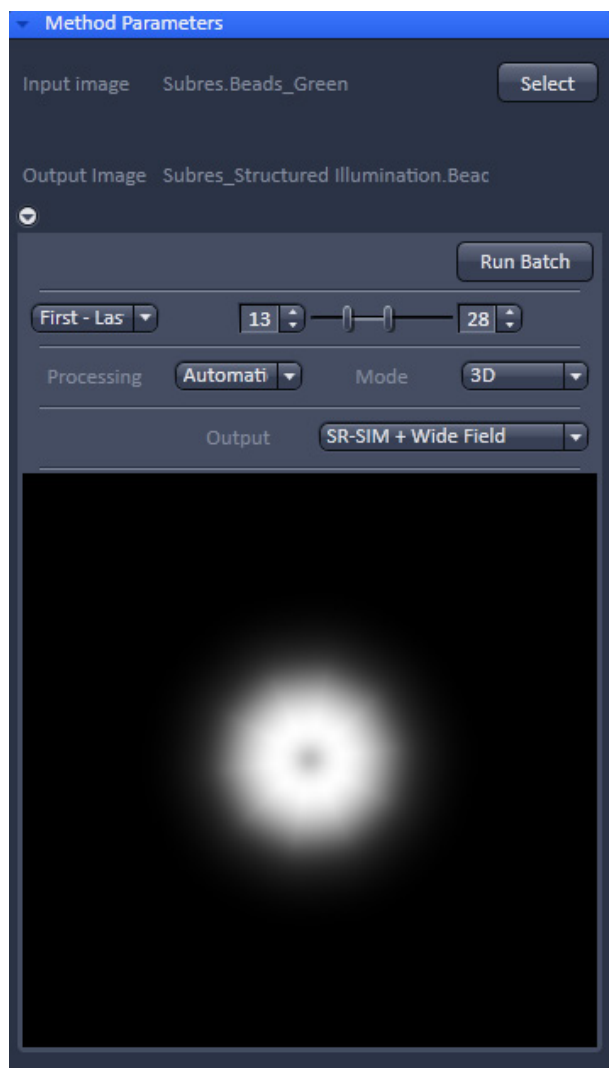 Method Parameters
Input image Subres.Beads_Green Select
Output Image Subres_Structured Illumination.Beac
Run Batch
First - Las 13 28
Processing Automati Mode 3D
Output SR-SIM + Wide Field